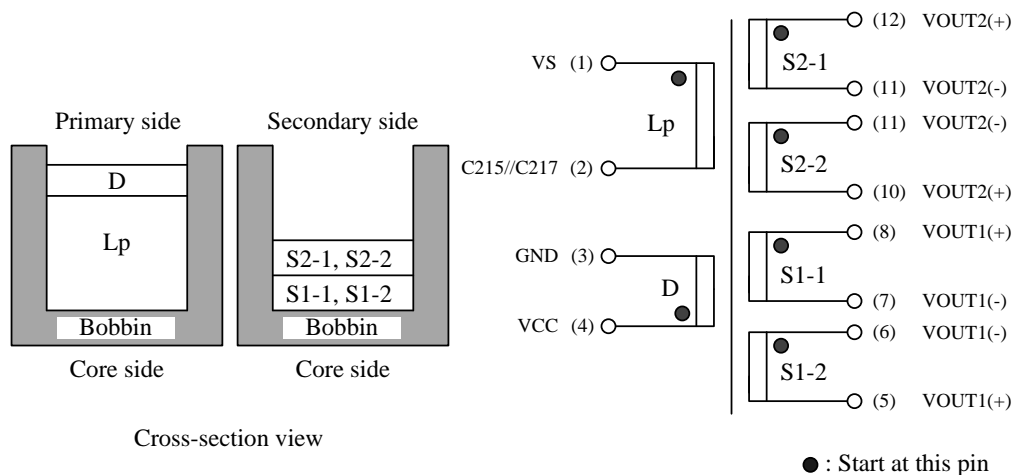 Primary side
D
Lp
Bobbin
Core side
Secondary side
S2-1, S2-2
S1-1, S1-2
Bobbin
Core side
Cross-section view
VS (1)
Lp
C215//C217 (2)
GND (3)
D
VCC (4)
(12) VOUT2(+)
S2-1
(11) VOUT2(-)
(11) VOUT2(-)
S2-2
(10) VOUT2(+)
(8) VOUT1(+)
S1-1
(7) VOUT1(-)
(6) VOUT1(-)
S1-2
(5) VOUT1(+)
: Start at this pin